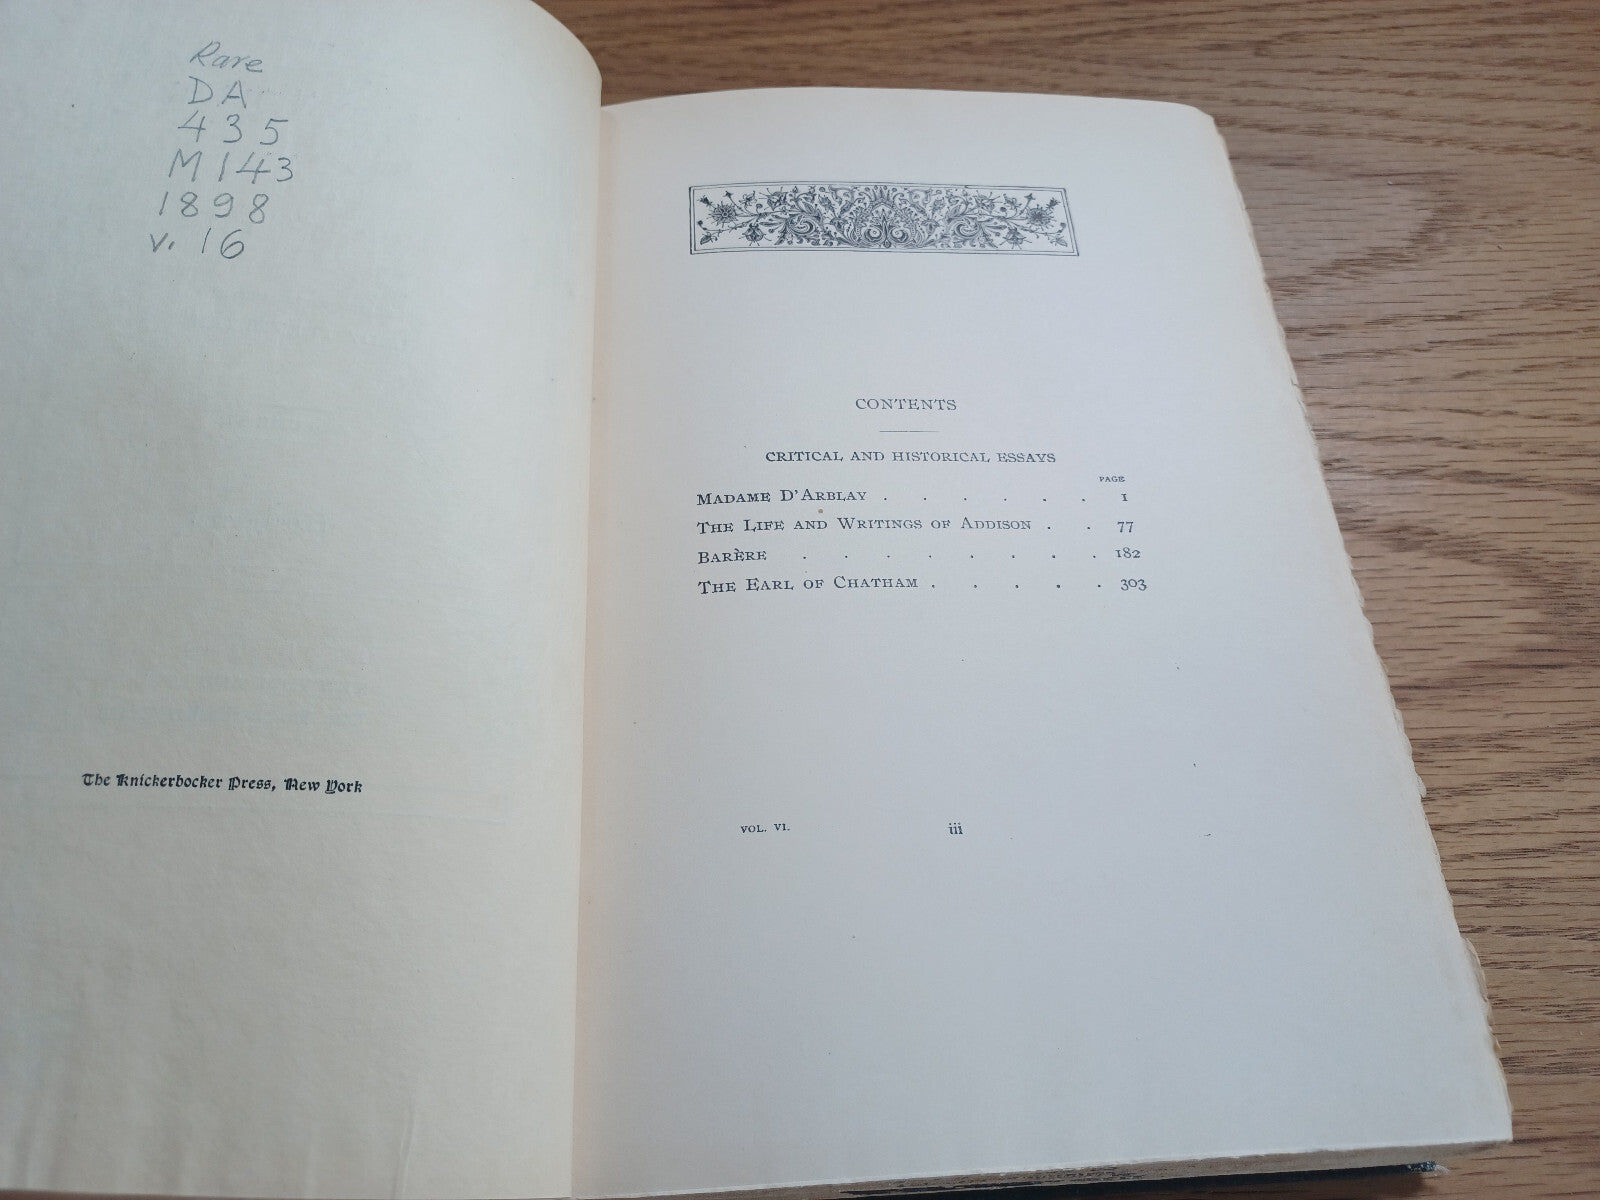 Rare
DA
435
M143
1898
v. 16
The Knickerbocker Press, New York
CONTENTS
CRITICAL AND HISTORICAL ESSAYS
PAGE
MADAME D'ARBLAY . . . . . . 1
THE LIFE AND WRITINGS OF ADDISON . . 77
BARÈRE . . . . . . . . 182
THE EARL OF CHATHAM . . . . . 303
VOL. VI.
iii